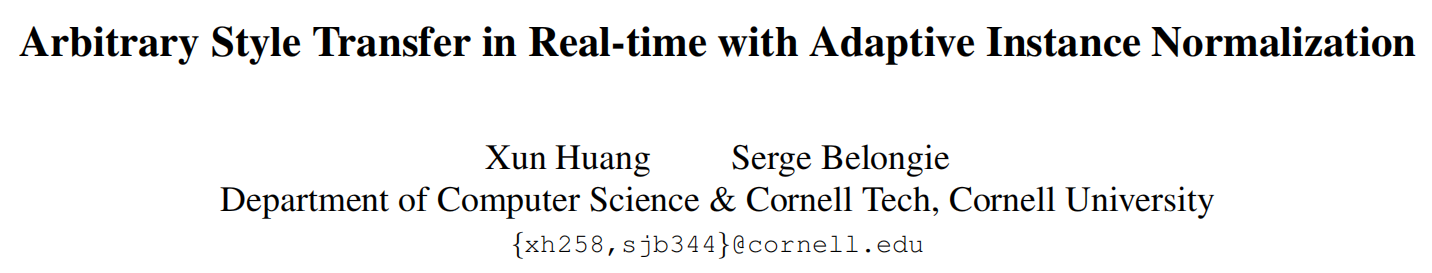 Arbitrary Style Transfer in Real-time with Adaptive Instance Normalization
Xun Huang Serge Belongie
Department of Computer Science & Cornell Tech, Cornell University
{xh258,sjb344}@cornell.edu